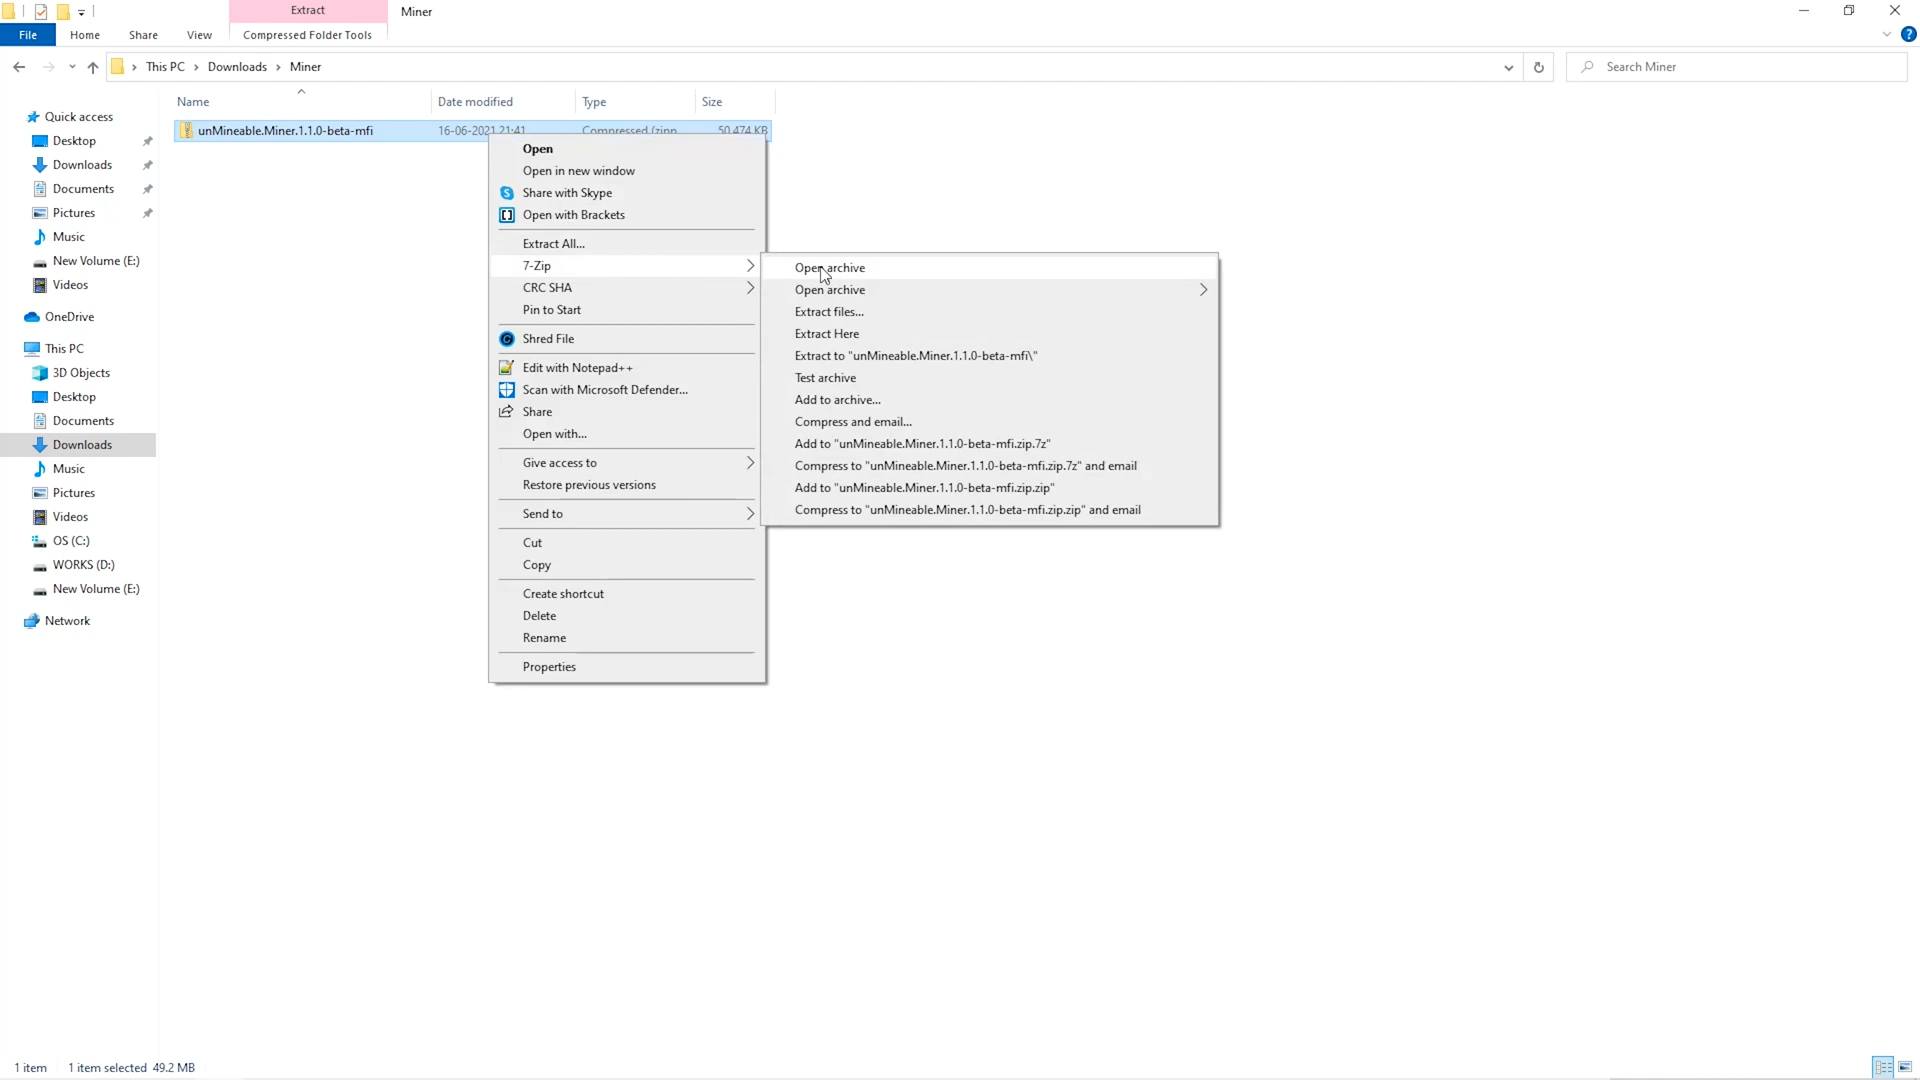 Extract
Miner
File
Home
Share
View
Compressed Folder Tools
This PC > Downloads > Miner
Search Miner
Name
Date modified
Type
Size
unMineable.Miner.1.1.0-beta-mfi
16-06-2021 21:41
Compressed (zipp
50,474 KB
Quick access
Desktop
Downloads
Documents
Pictures
Music
New Volume (E:)
Videos
OneDrive
This PC
3D Objects
Desktop
Documents
Downloads
Music
Pictures
Videos
OS (C:)
WORKS (D:)
New Volume (E:)
Network
Open
Open in new window
Share with Skype
Open with Brackets
Extract All...
7-Zip
CRC SHA
Pin to Start
Shred File
Edit with Notepad++
Scan with Microsoft Defender...
Share
Open with...
Give access to
Restore previous versions
Send to
Cut
Copy
Create shortcut
Delete
Rename
Properties
Open archive
Open archive
Extract files...
Extract Here
Extract to "unMineable.Miner.1.1.0-beta-mfi\"
Test archive
Add to archive...
Compress and email...
Add to "unMineable.Miner.1.1.0-beta-mfi.zip.7z"
Compress to "unMineable.Miner.1.1.0-beta-mfi.zip.7z" and email
Add to "unMineable.Miner.1.1.0-beta-mfi.zip.zip"
Compress to "unMineable.Miner.1.1.0-beta-mfi.zip.zip" and email
1 item
1 item selected 49.2 MB